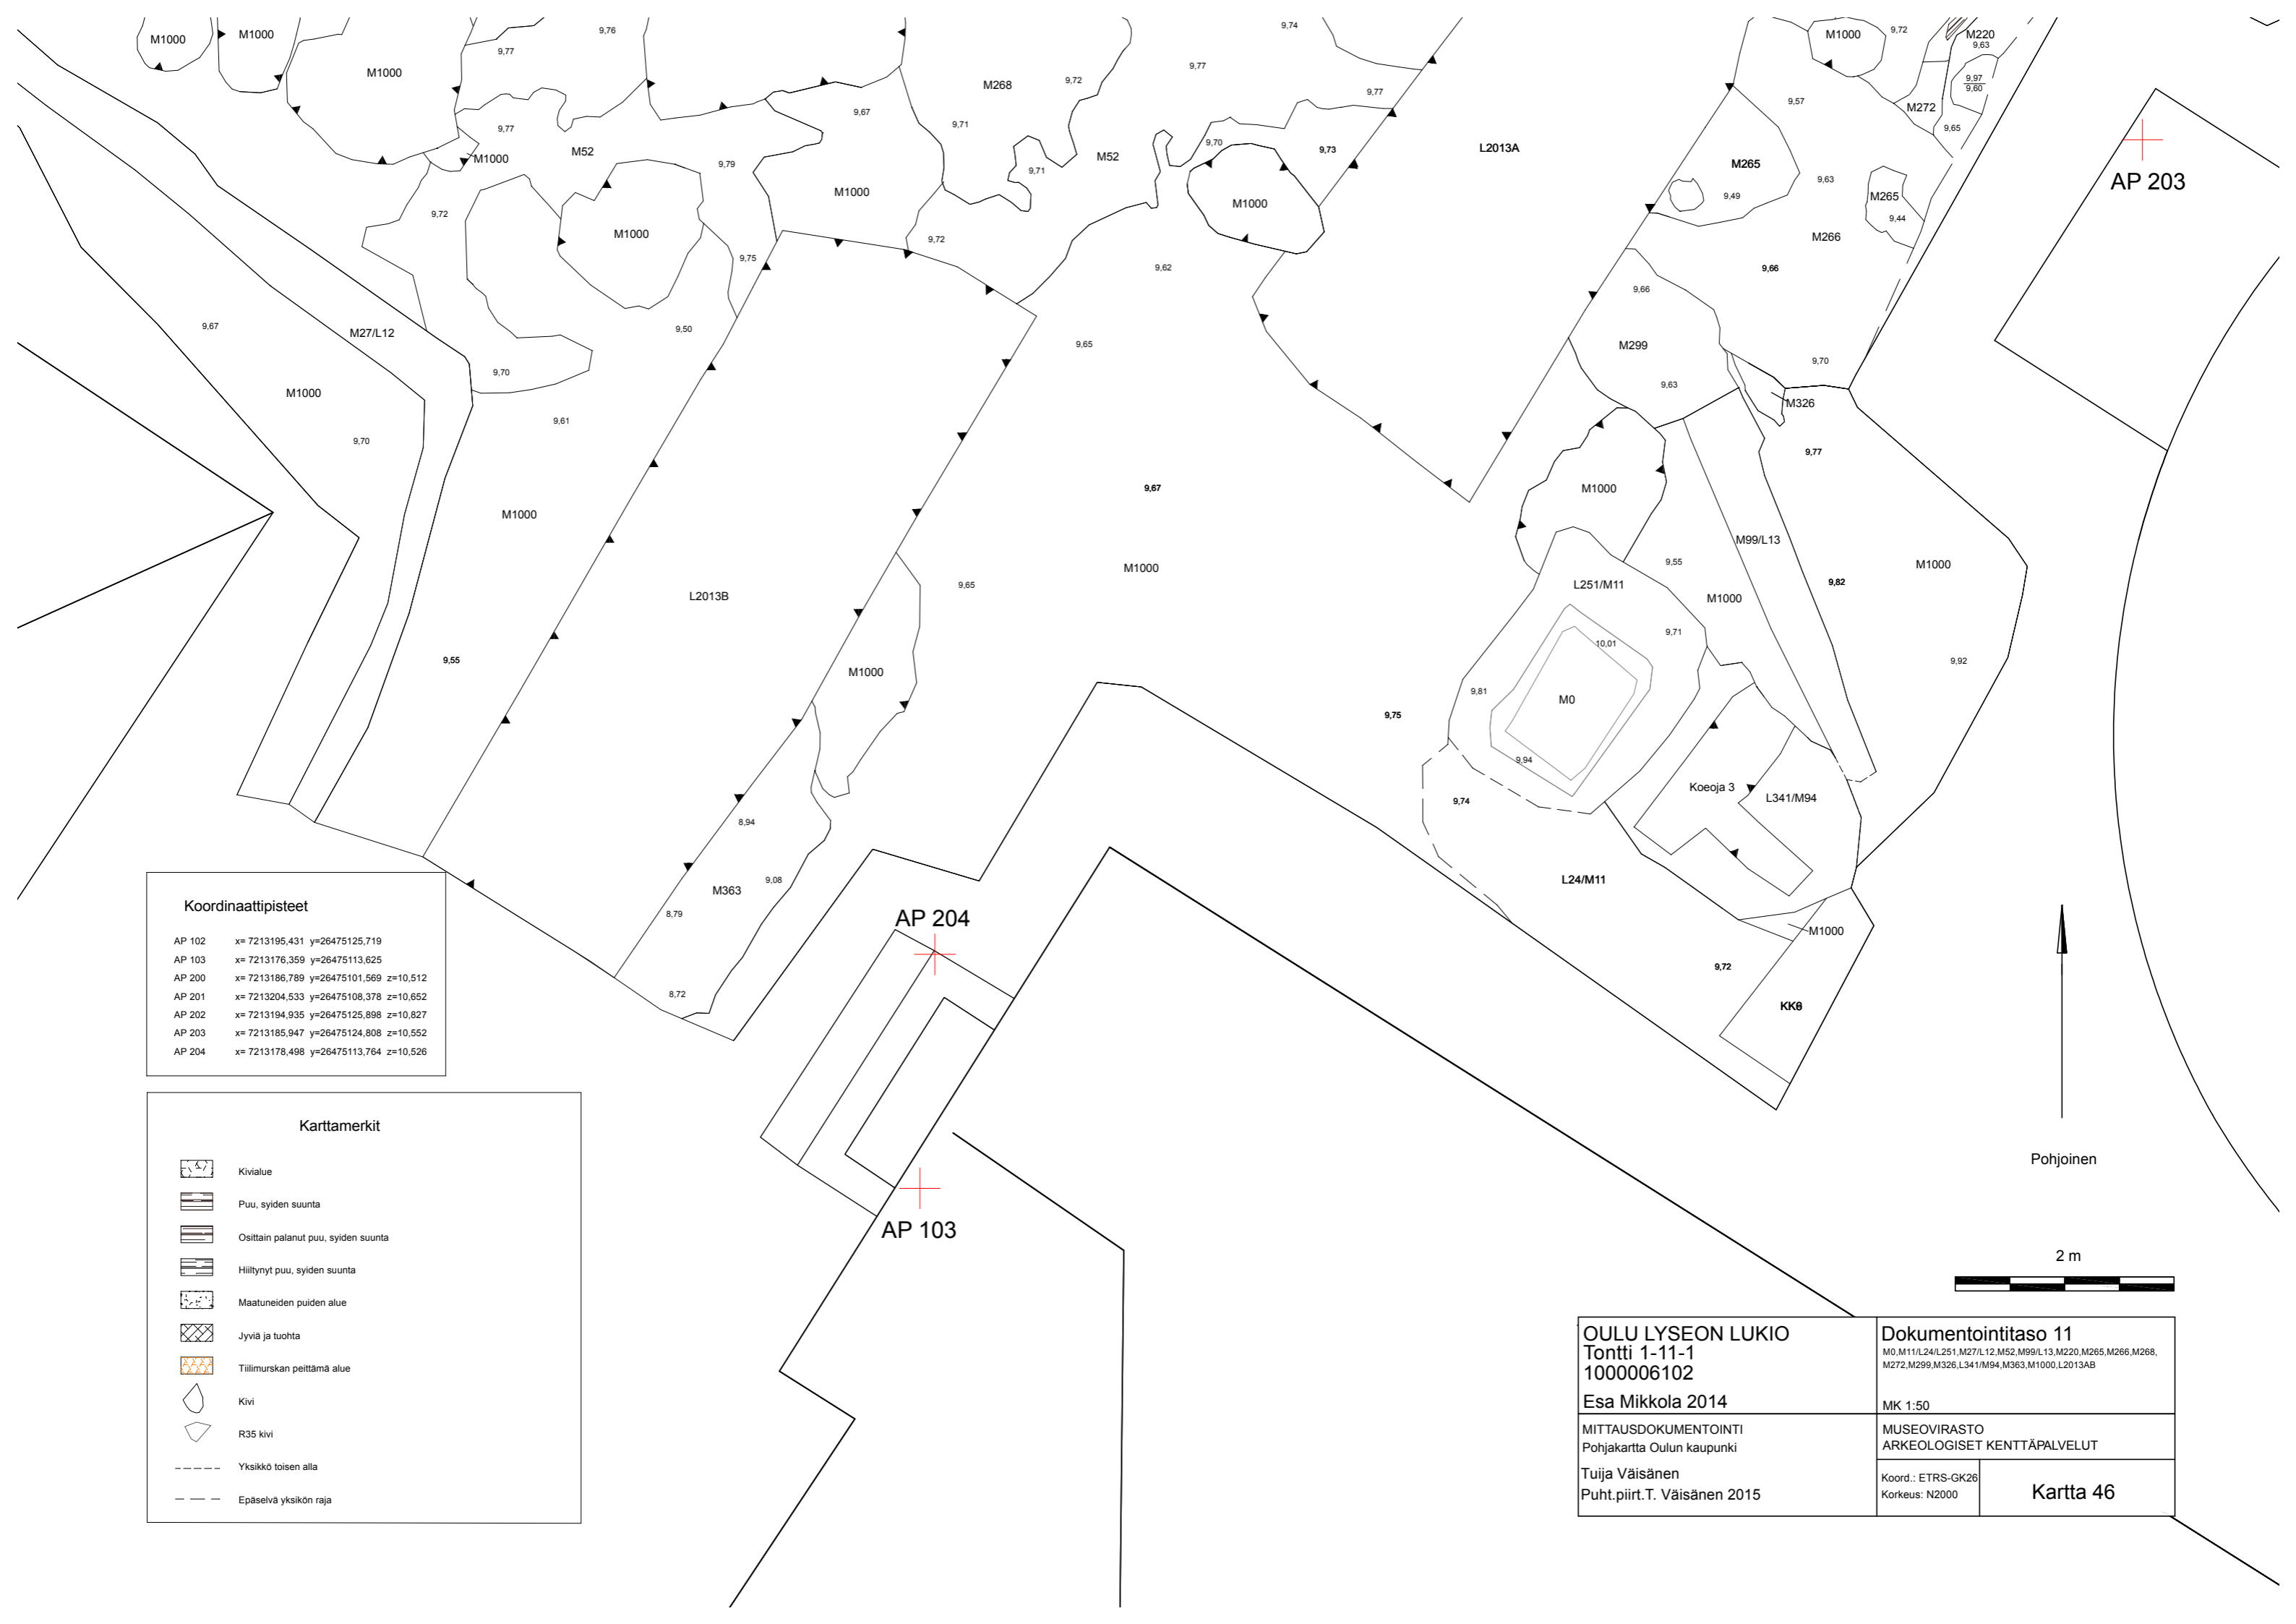 M1000
M1000
M1000
9,77
9,76
9,77
M1000
M52
9,79
9,72
M1000
9,75
9,67
M1000
M268
9,72
9,71
9,71
M52
9,72
9,74
9,77
9,77
9,70
9,73
M1000
9,62
L2013A
M1000
9,72
M220
9,63
9,97
9,60
9,57
M272
9,65
M265
9,49
9,63
M265
9,44
M266
9,66
AP 203
9,67
M27/L12
M1000
9,70
9,50
9,70
9,61
M1000
9,55
L2013B
9,65
9,67
M1000
9,65
M1000
9,66
M299
9,63
9,70
M326
9,77
M1000
M99/L13
9,55
M1000
9,82
M1000
9,92
L251/M11
9,71
10,01
M0
9,81
9,94
9,75
9,74
Koeoja 3
L341/M94
L24/M11
M1000
9,72
KK6
8,94
9,08
M363
8,79
8,72
AP 204
AP 103
Koordinaattipisteet
AP 102 x= 7213195,431 y=26475125,719
AP 103 x= 7213176,359 y=26475113,625
AP 200 x= 7213186,789 y=26475101,569 z=10,512
AP 201 x= 7213204,533 y=26475108,378 z=10,652
AP 202 x= 7213194,935 y=26475125,898 z=10,827
AP 203 x= 7213185,947 y=26475124,808 z=10,552
AP 204 x= 7213178,498 y=26475113,764 z=10,526
Karttamerkit
Kivialue
Puu, syiden suunta
Osittain palanut puu, syiden suunta
Hiiltynyt puu, syiden suunta
Maatuneiden puiden alue
Jyviä ja tuohta
Tiilimurskan peittämä alue
Kivi
R35 kivi
Yksikkö toisen alla
Epäselvä yksikön raja
Pohjoinen
2 m
OULU LYSEON LUKIO
Tontti 1-11-1
1000006102
Esa Mikkola 2014
Dokumentointitaso 11
M0,M11/L24/L251,M27/L12,M52,M99/L13,M220,M265,M266,M268,
M272,M299,M326,L341/M94,M363,M1000,L2013AB
MK 1:50
MITTAUSDOKUMENTOINTI
Pohjakartta Oulun kaupunki
Tuija Väisänen
Puht.piirt.T. Väisänen 2015
MUSEOVIRASTO
ARKEOLOGISET KENTTÄPALVELUT
Koord.: ETRS-GK26
Korkeus: N2000
Kartta 46